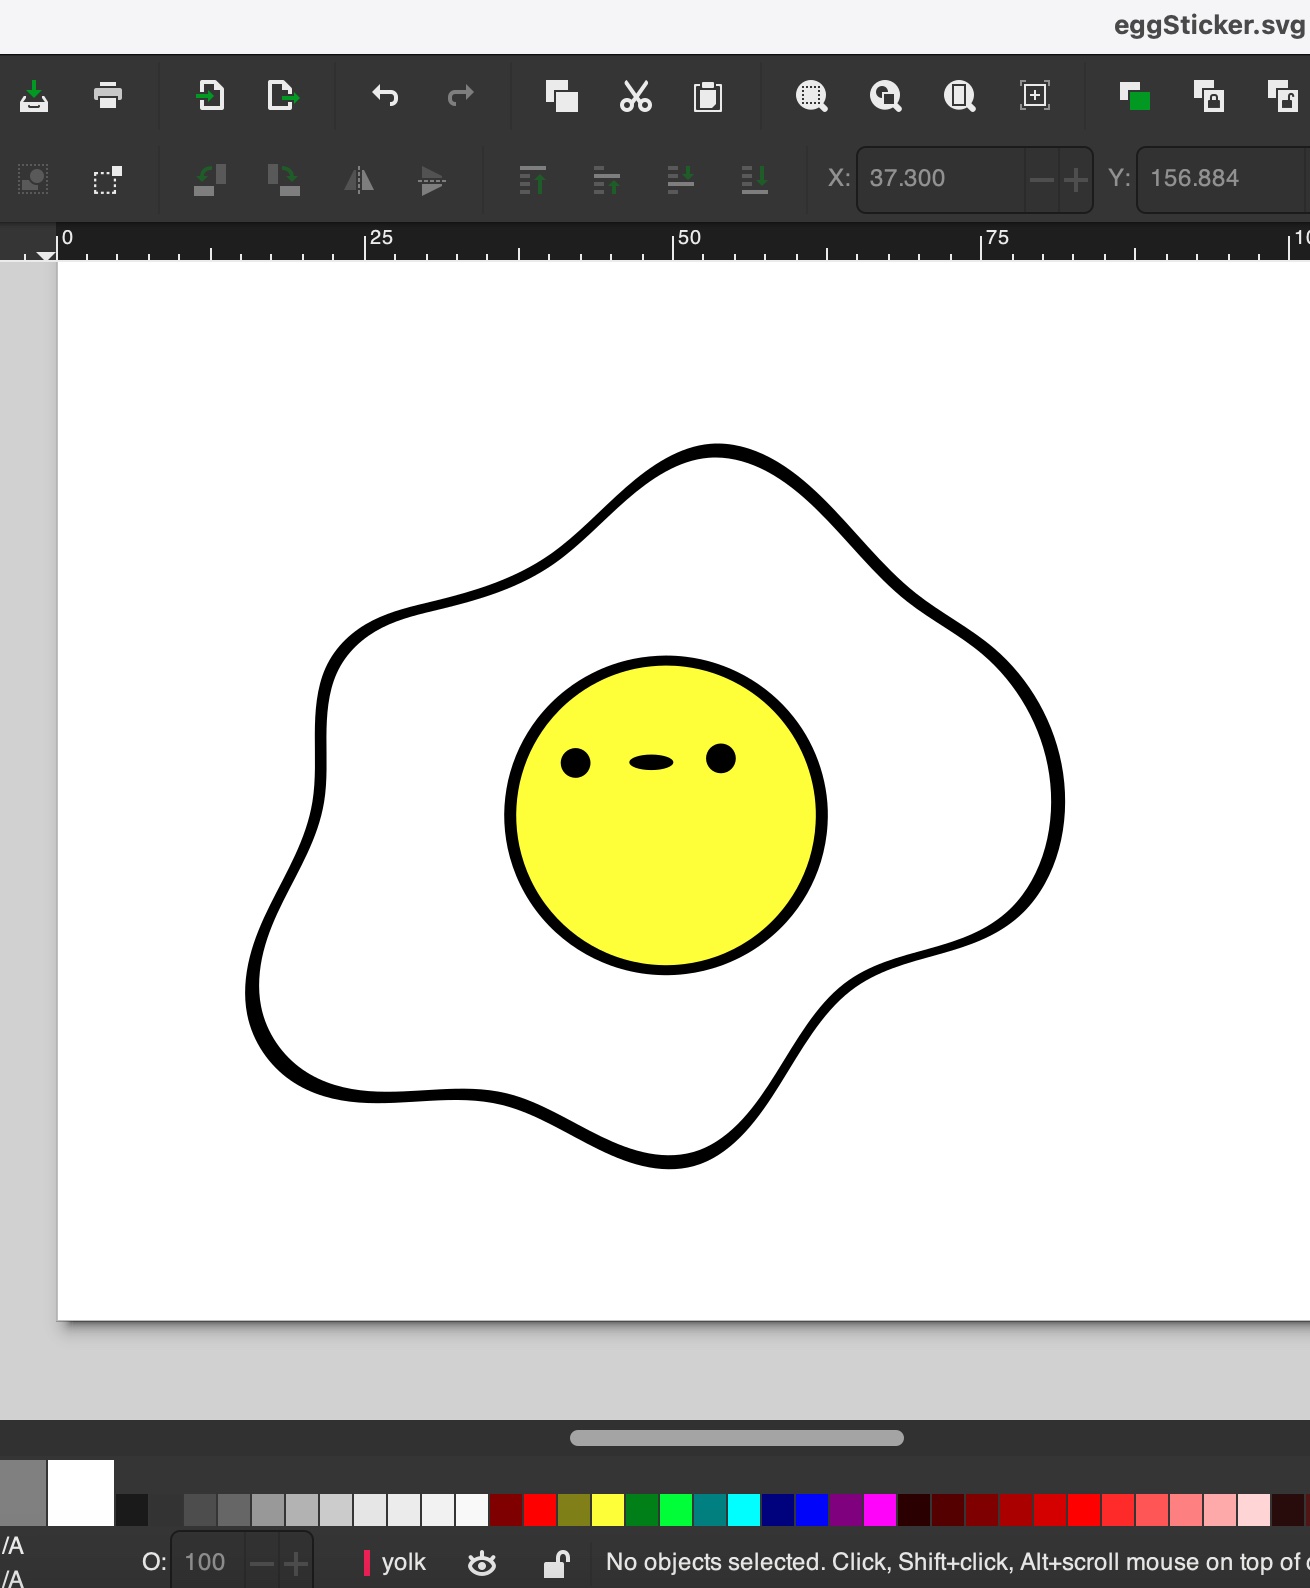 eggSticker.svg
X: 37.300 Y: 156.884
0 25 50 75
/A
O: 100 yolk No objects selected. Click, Shift+click, Alt+scroll mouse on top of
/A